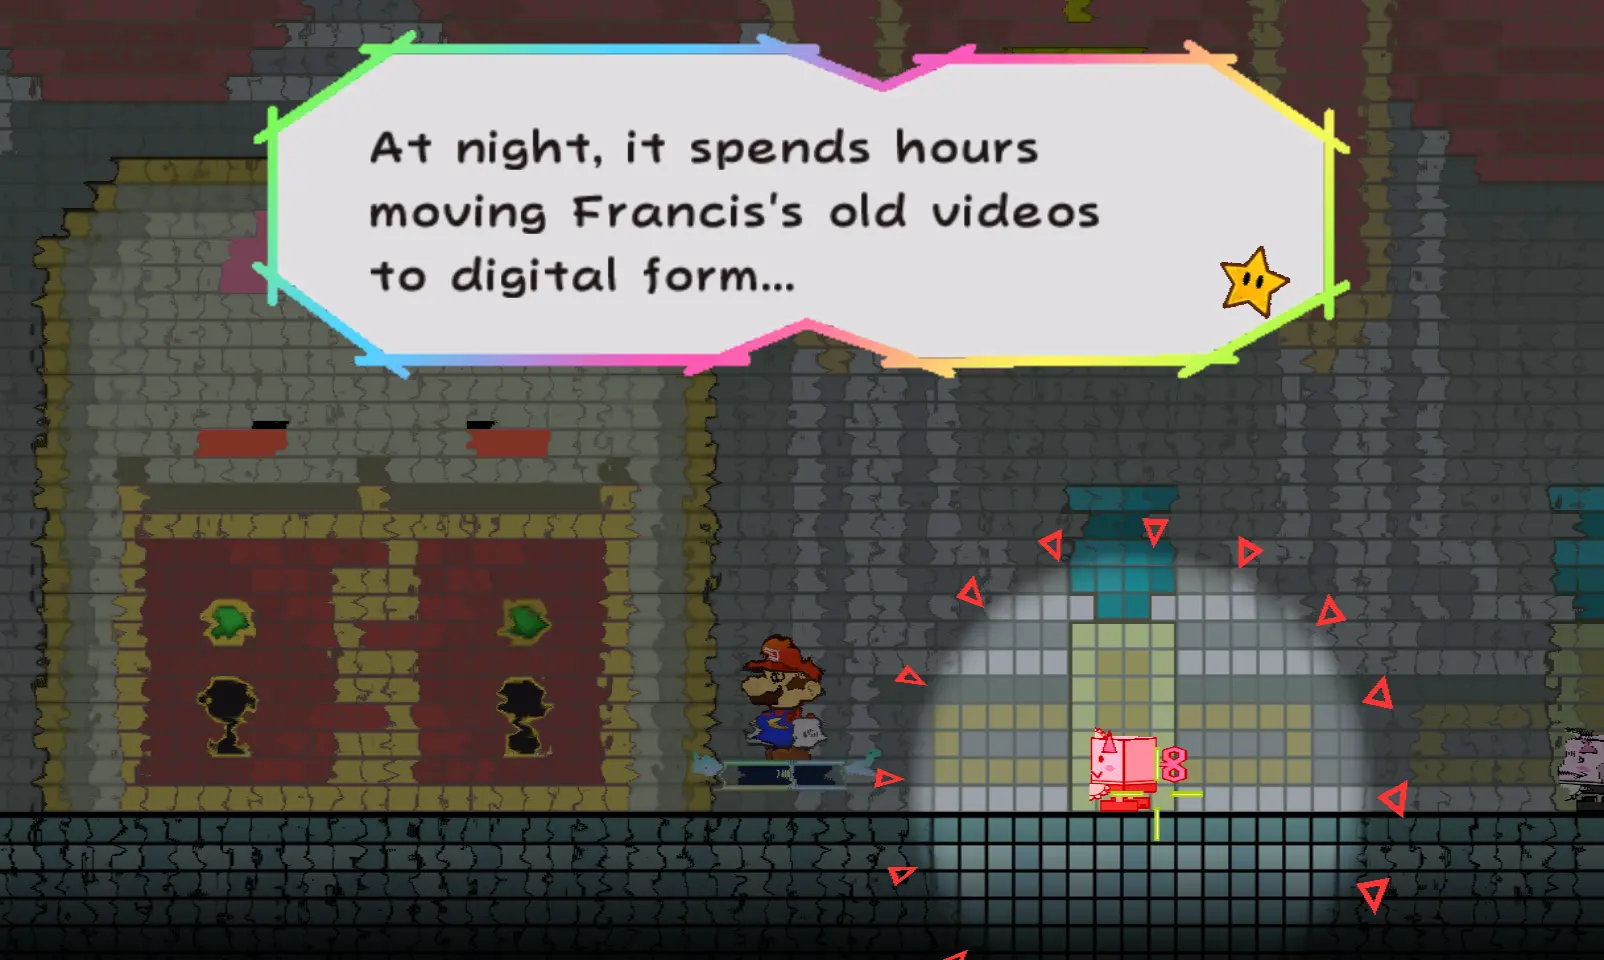 At night, it spends hours
moving Francis's old videos
to digital form...